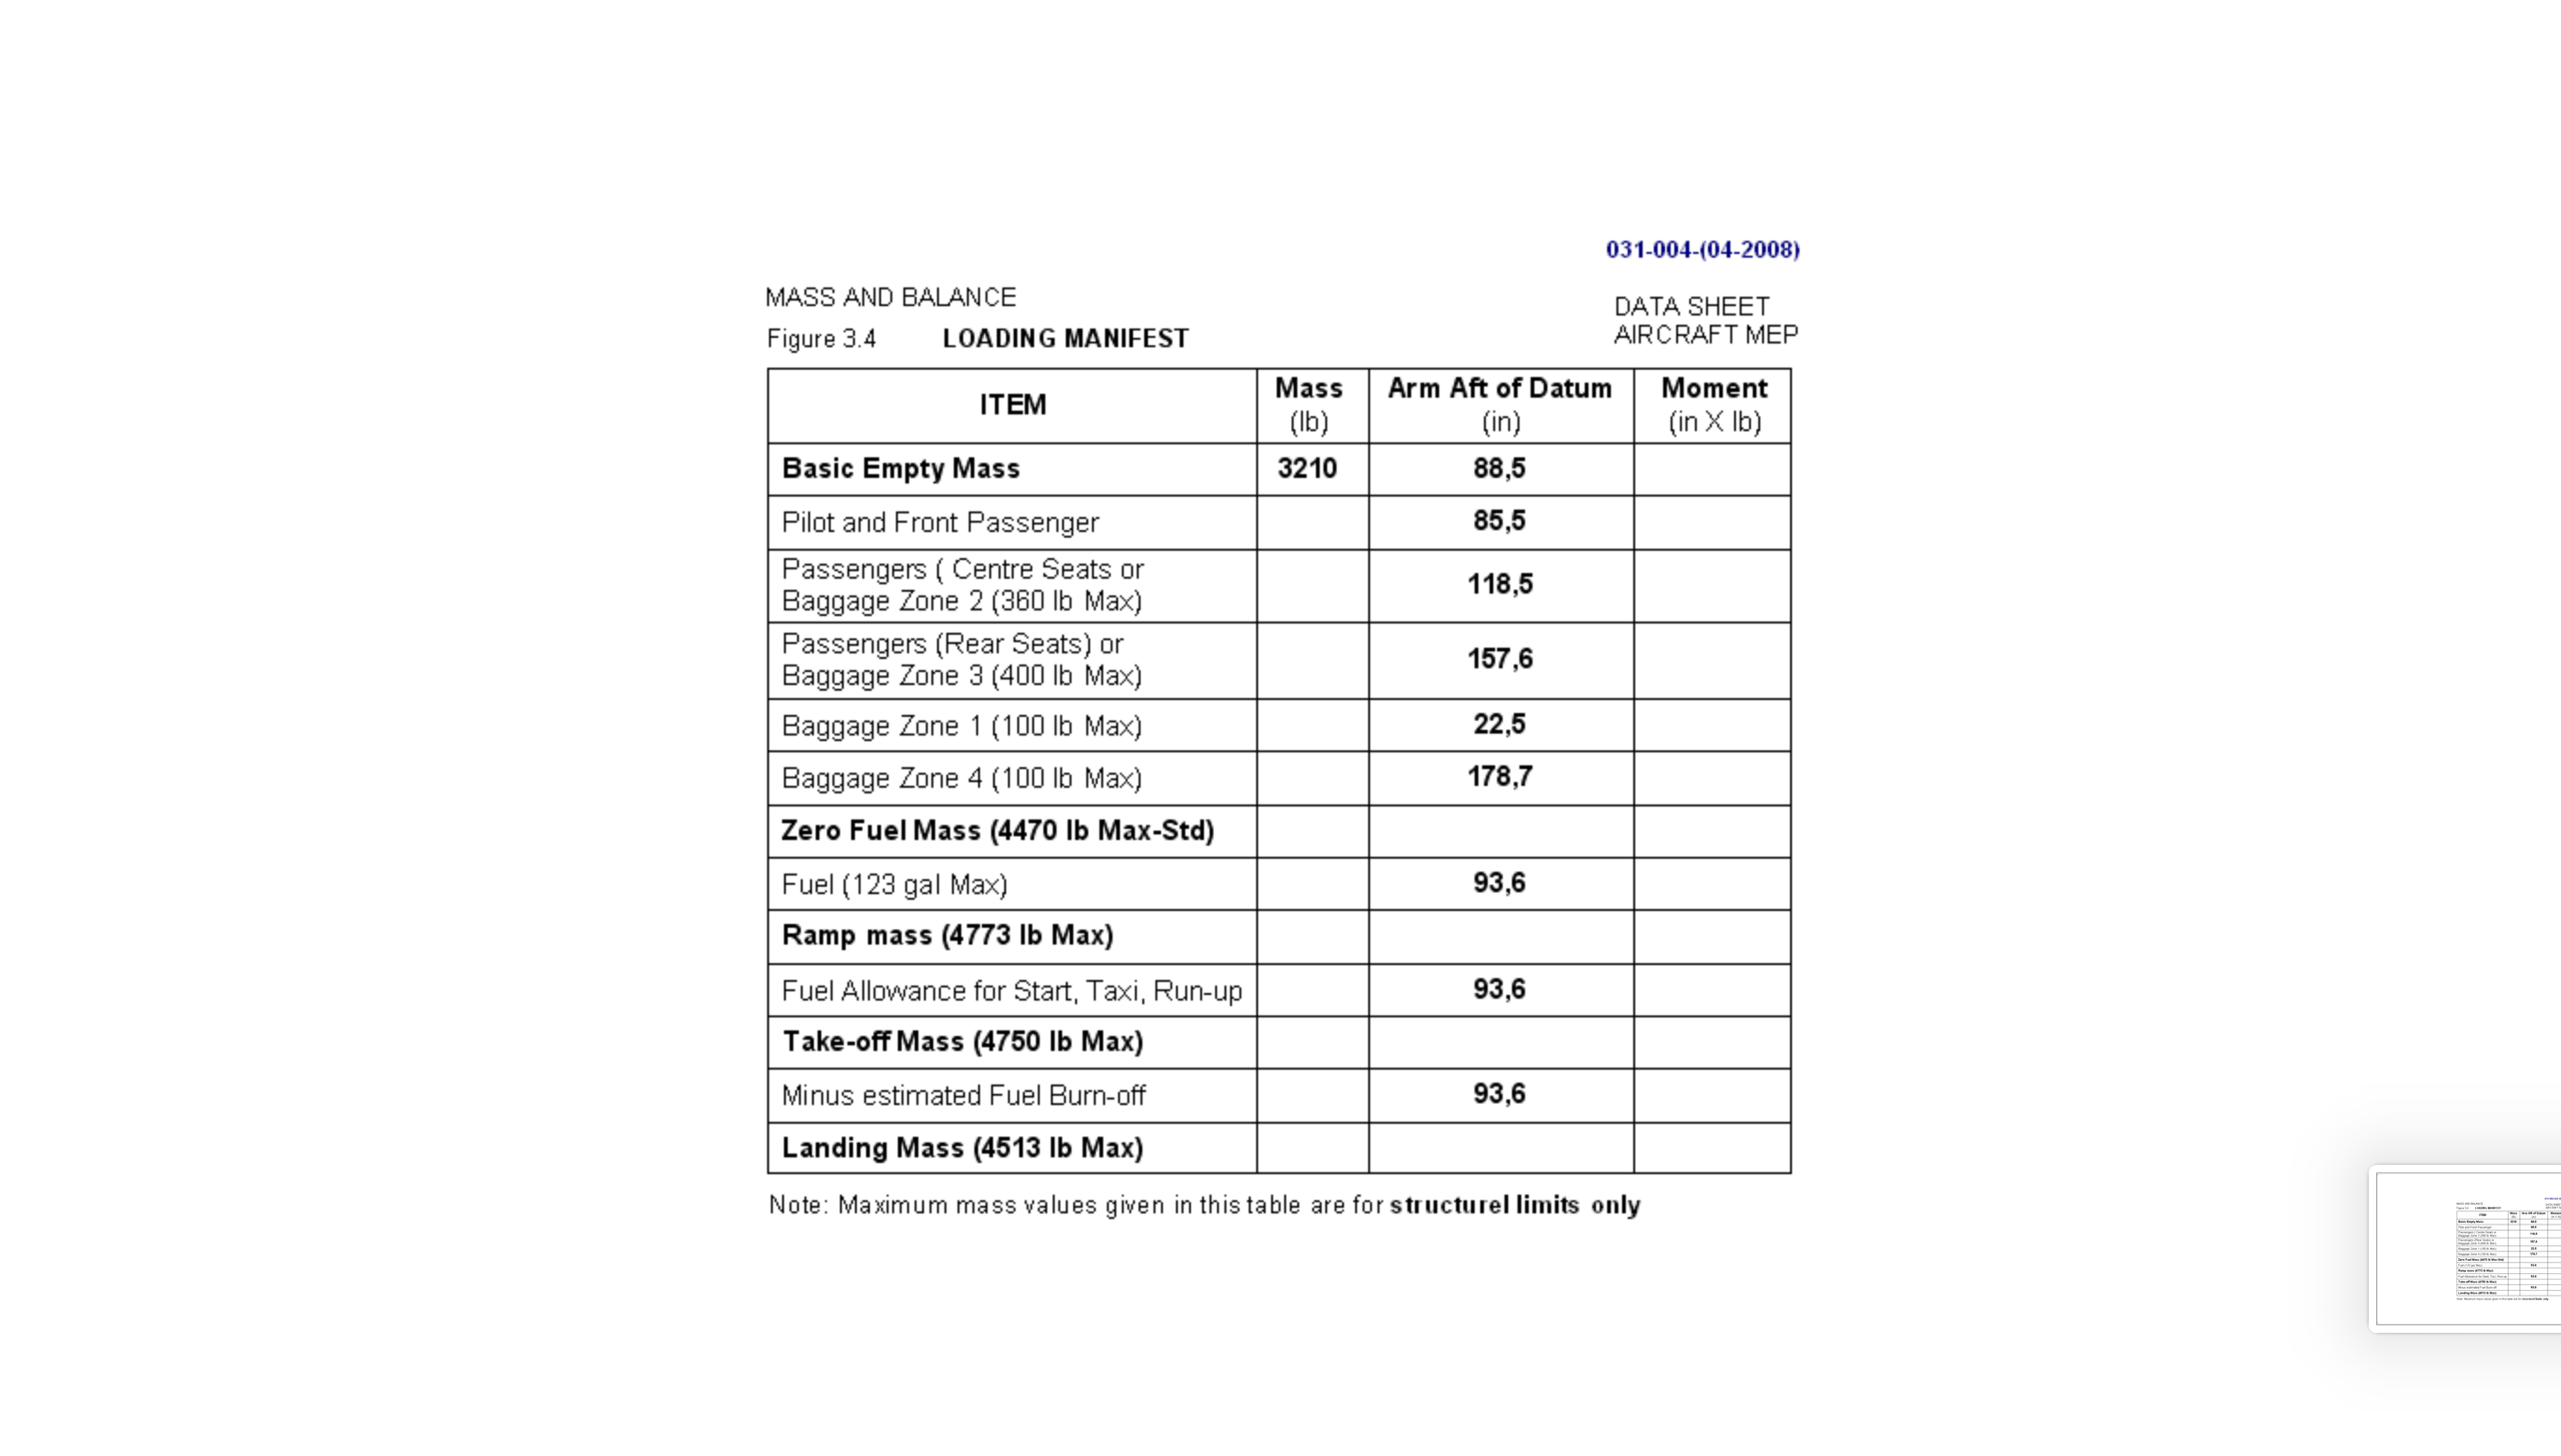 031-004-(04-2008)
MASS AND BALANCE
DATA SHEET
AIRCRAFT MEP
Figure 3.4 LOADING MANIFEST
ITEM Mass (lb) Arm Aft of Datum (in) Moment (in X lb)
Basic Empty Mass 3210 88,5
Pilot and Front Passenger 85,5
Passengers ( Centre Seats or
Baggage Zone 2 (360 lb Max) 118,5
Passengers (Rear Seats) or
Baggage Zone 3 (400 lb Max) 157,6
Baggage Zone 1 (100 lb Max) 22,5
Baggage Zone 4 (100 lb Max) 178,7
Zero Fuel Mass (4470 lb Max-Std)
Fuel (123 gal Max) 93,6
Ramp mass (4773 lb Max)
Fuel Allowance for Start, Taxi, Run-up 93,6
Take-off Mass (4750 lb Max)
Minus estimated Fuel Burn-off 93,6
Landing Mass (4513 lb Max)
Note: Maximum mass values given in this table are for structurel limits only